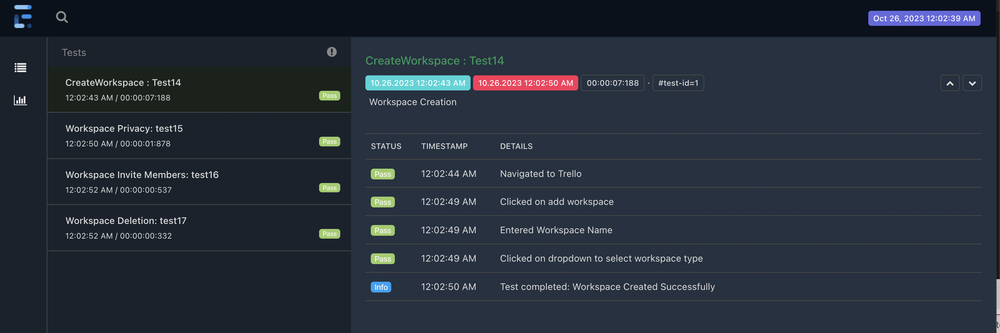 Oct 26, 2023 12:02:39 AM
Tests
CreateWorkspace : Test14
12:02:43 AM / 00:00:07:188
Pass
Workspace Privacy: test15
12:02:50 AM / 00:00:01:878
Pass
Workspace Invite Members: test16
12:02:52 AM / 00:00:00:537
Pass
Workspace Deletion: test17
12:02:52 AM / 00:00:00:332
Pass
CreateWorkspace : Test14
10.26.2023 12:02:43 AM 10.26.2023 12:02:50 AM 00:00:07:188 · #test-id=1
Workspace Creation
STATUS TIMESTAMP DETAILS
Pass 12:02:44 AM Navigated to Trello
Pass 12:02:49 AM Clicked on add workspace
Pass 12:02:49 AM Entered Workspace Name
Pass 12:02:49 AM Clicked on dropdown to select workspace type
Info 12:02:50 AM Test completed: Workspace Created Successfully